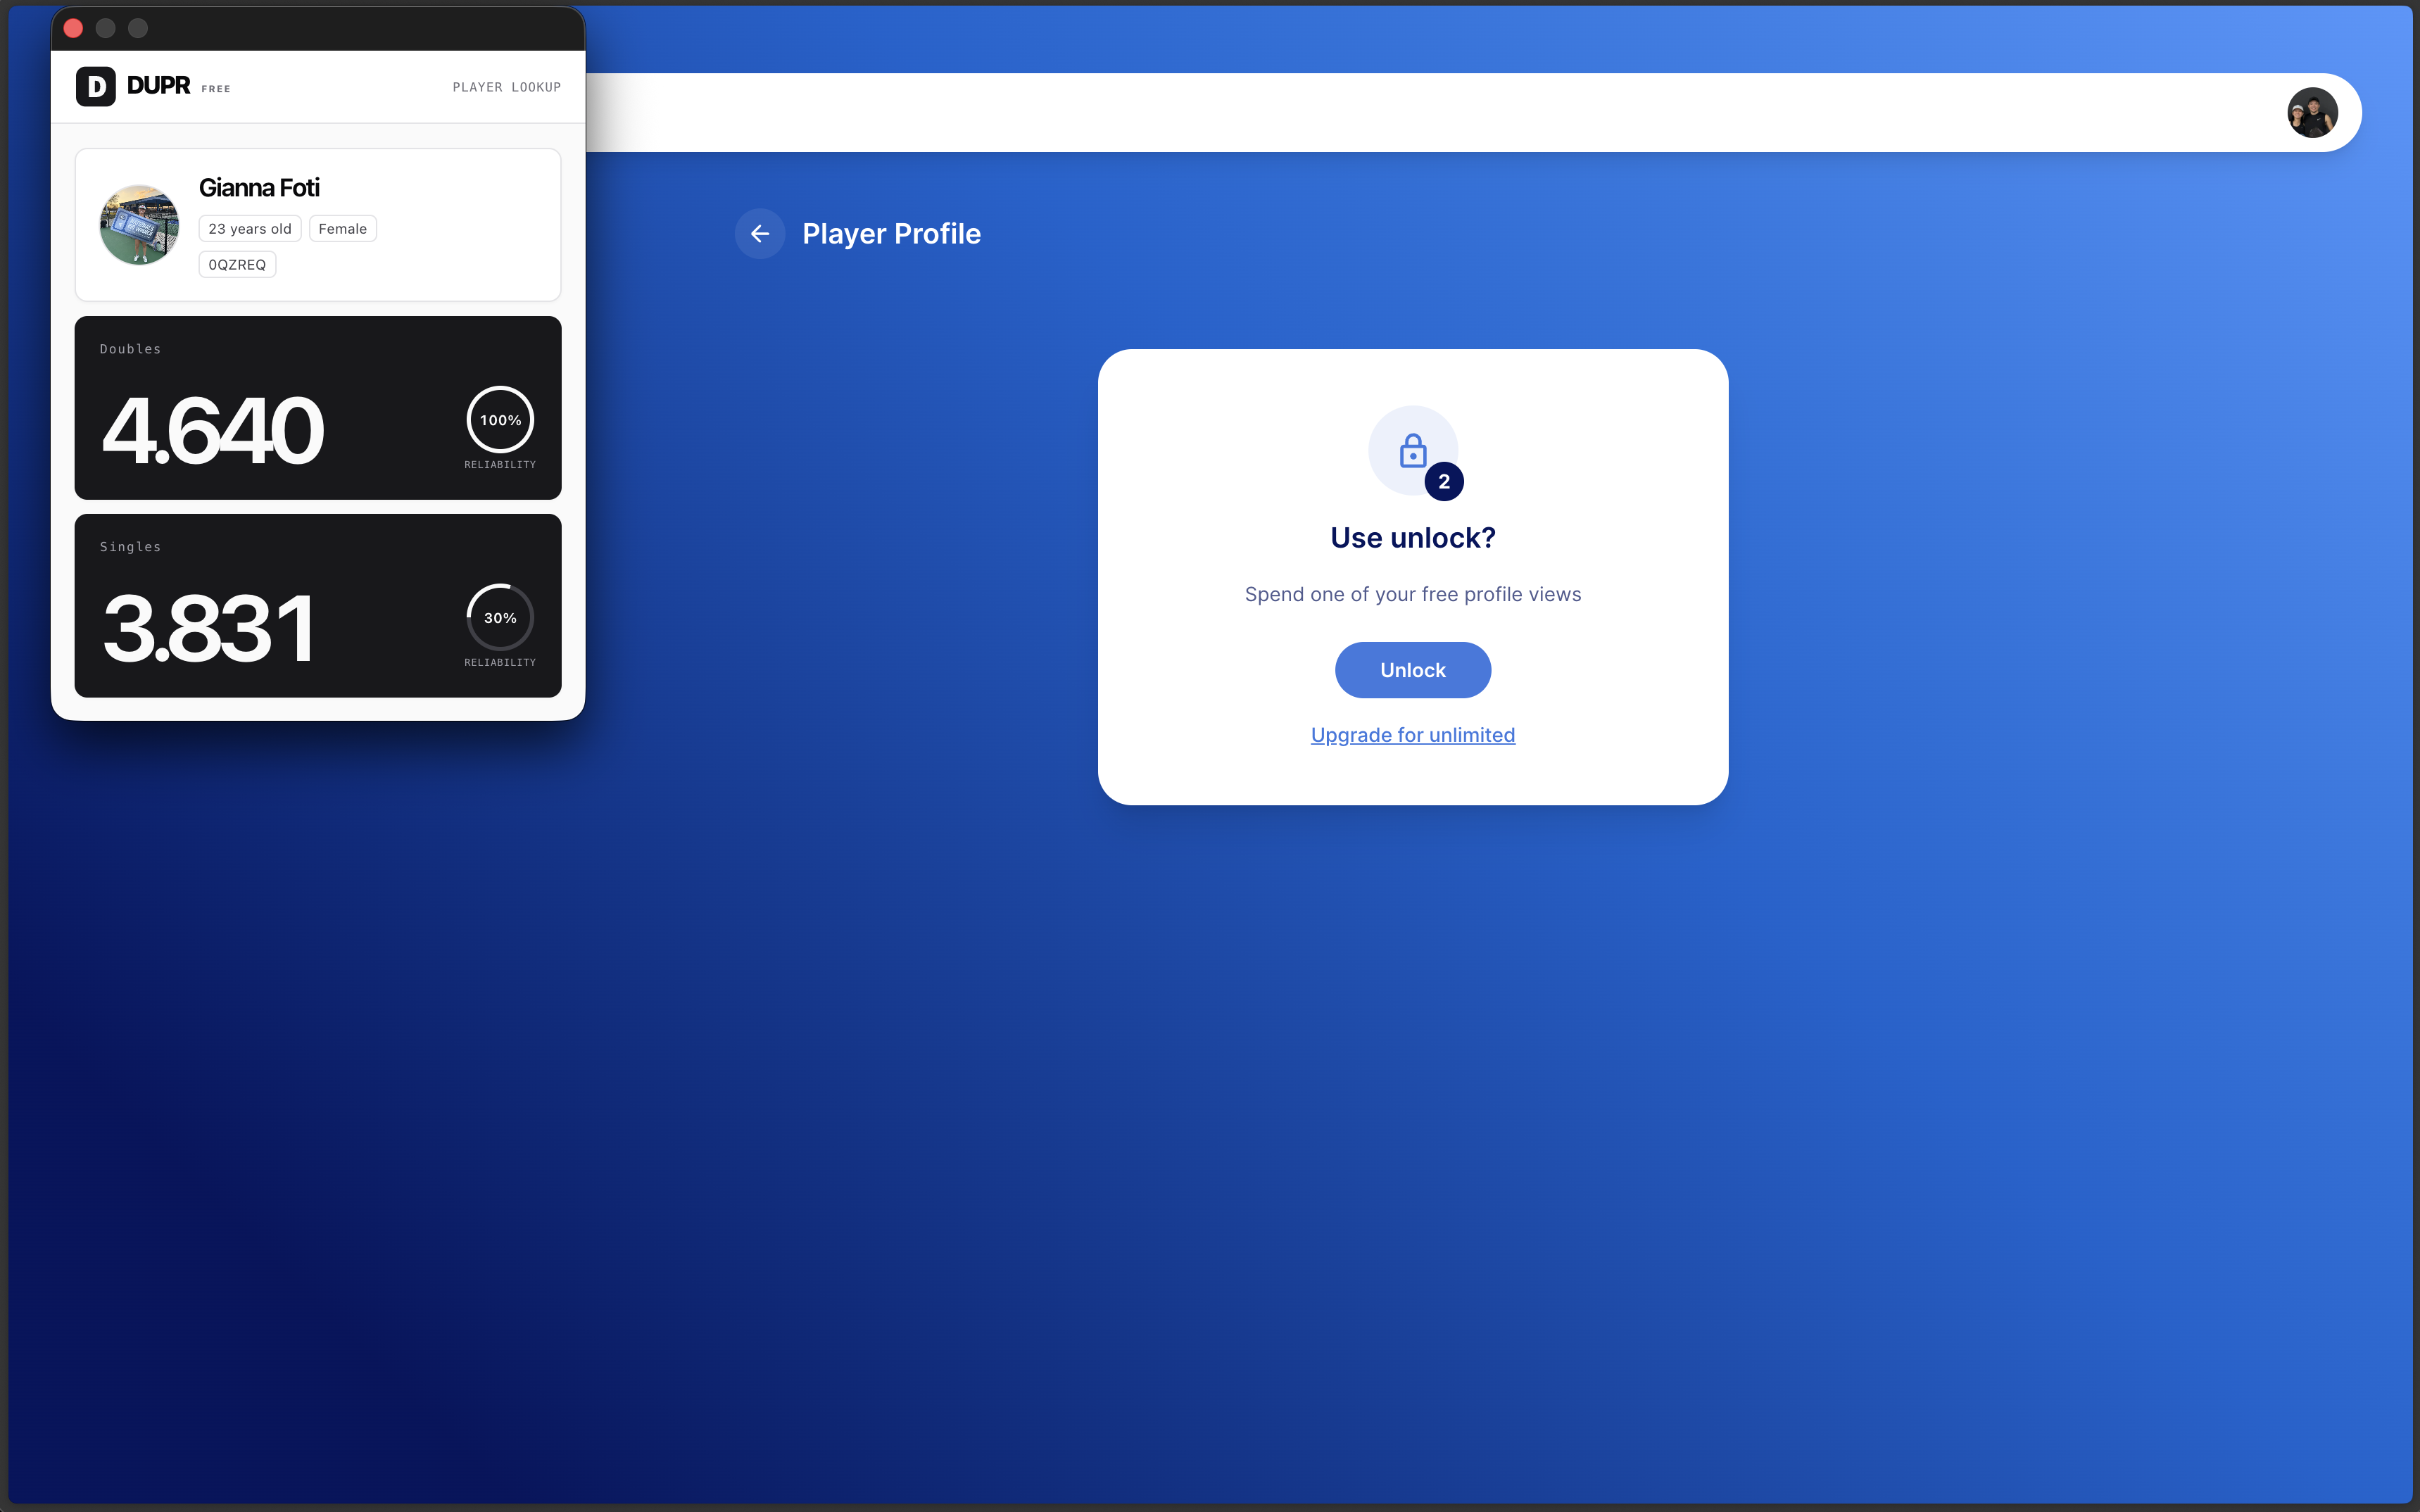 D DUPR FREE
PLAYER LOOKUP
Gianna Foti
23 years old
Female
0QZREQ
Doubles
4.640
100%
RELIABILITY
Singles
3.831
30%
RELIABILITY
Player Profile
2
Use unlock?
Spend one of your free profile views
Unlock
Upgrade for unlimited